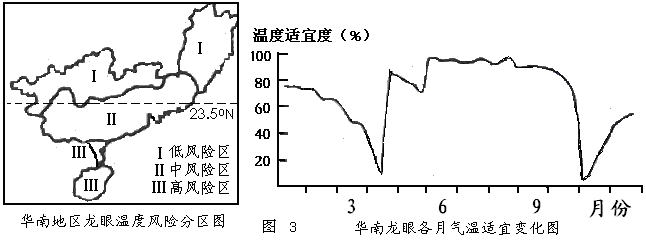 I
I
23.5ºN
II
III
III
I 低风险区
II 中风险区
III 高风险区
华南地区龙眼温度风险分区图
温度适宜度（%）
100
80
60
40
20
3
6
9
月份
图 3
华南龙眼各月气温适宜变化图